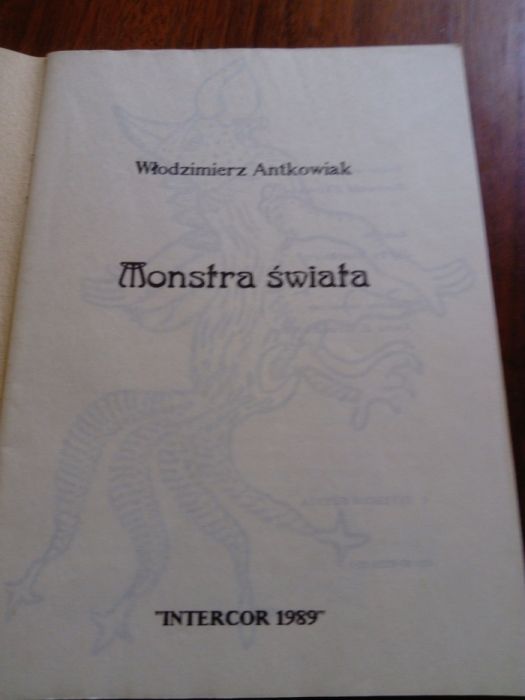 Włodzimierz Antkowiak
Monstra świata
"INTERCOR 1989"